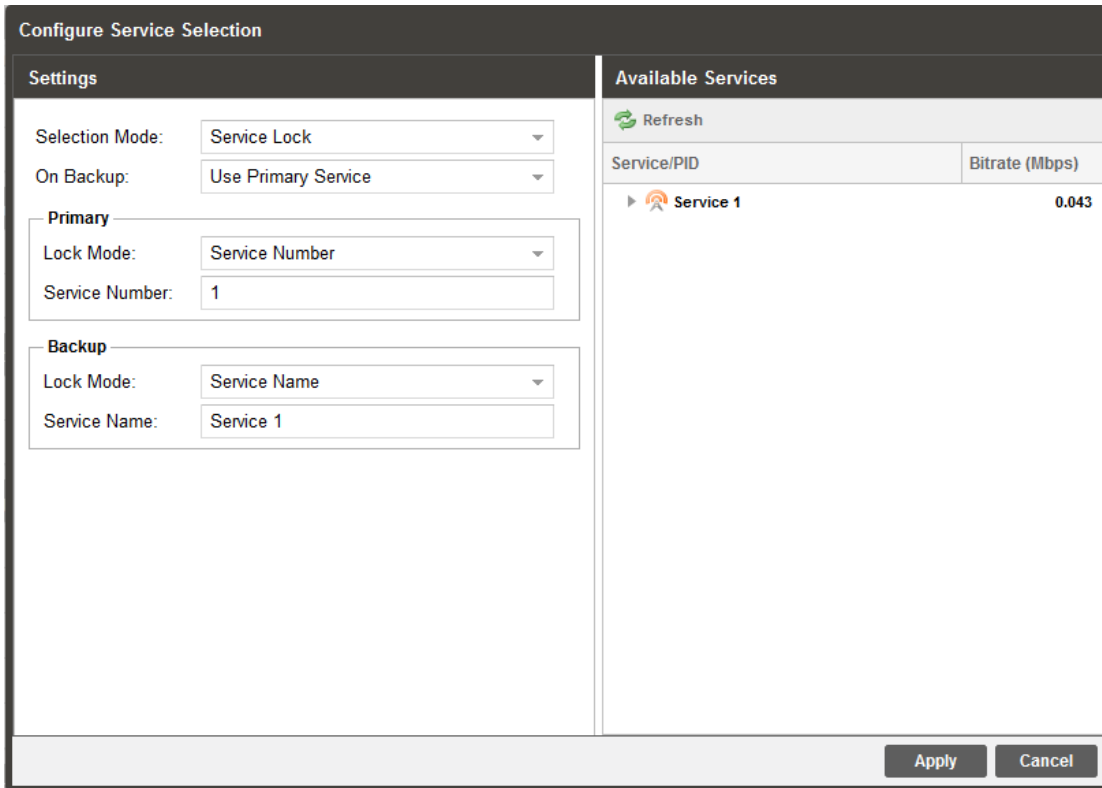 Configure Service Selection
Settings
Selection Mode: Service Lock
On Backup: Use Primary Service
Primary
Lock Mode: Service Number
Service Number: 1
Backup
Lock Mode: Service Name
Service Name: Service 1
Available Services
Refresh
Service/PID Bitrate (Mbps)
Service 1 0.043
Apply Cancel